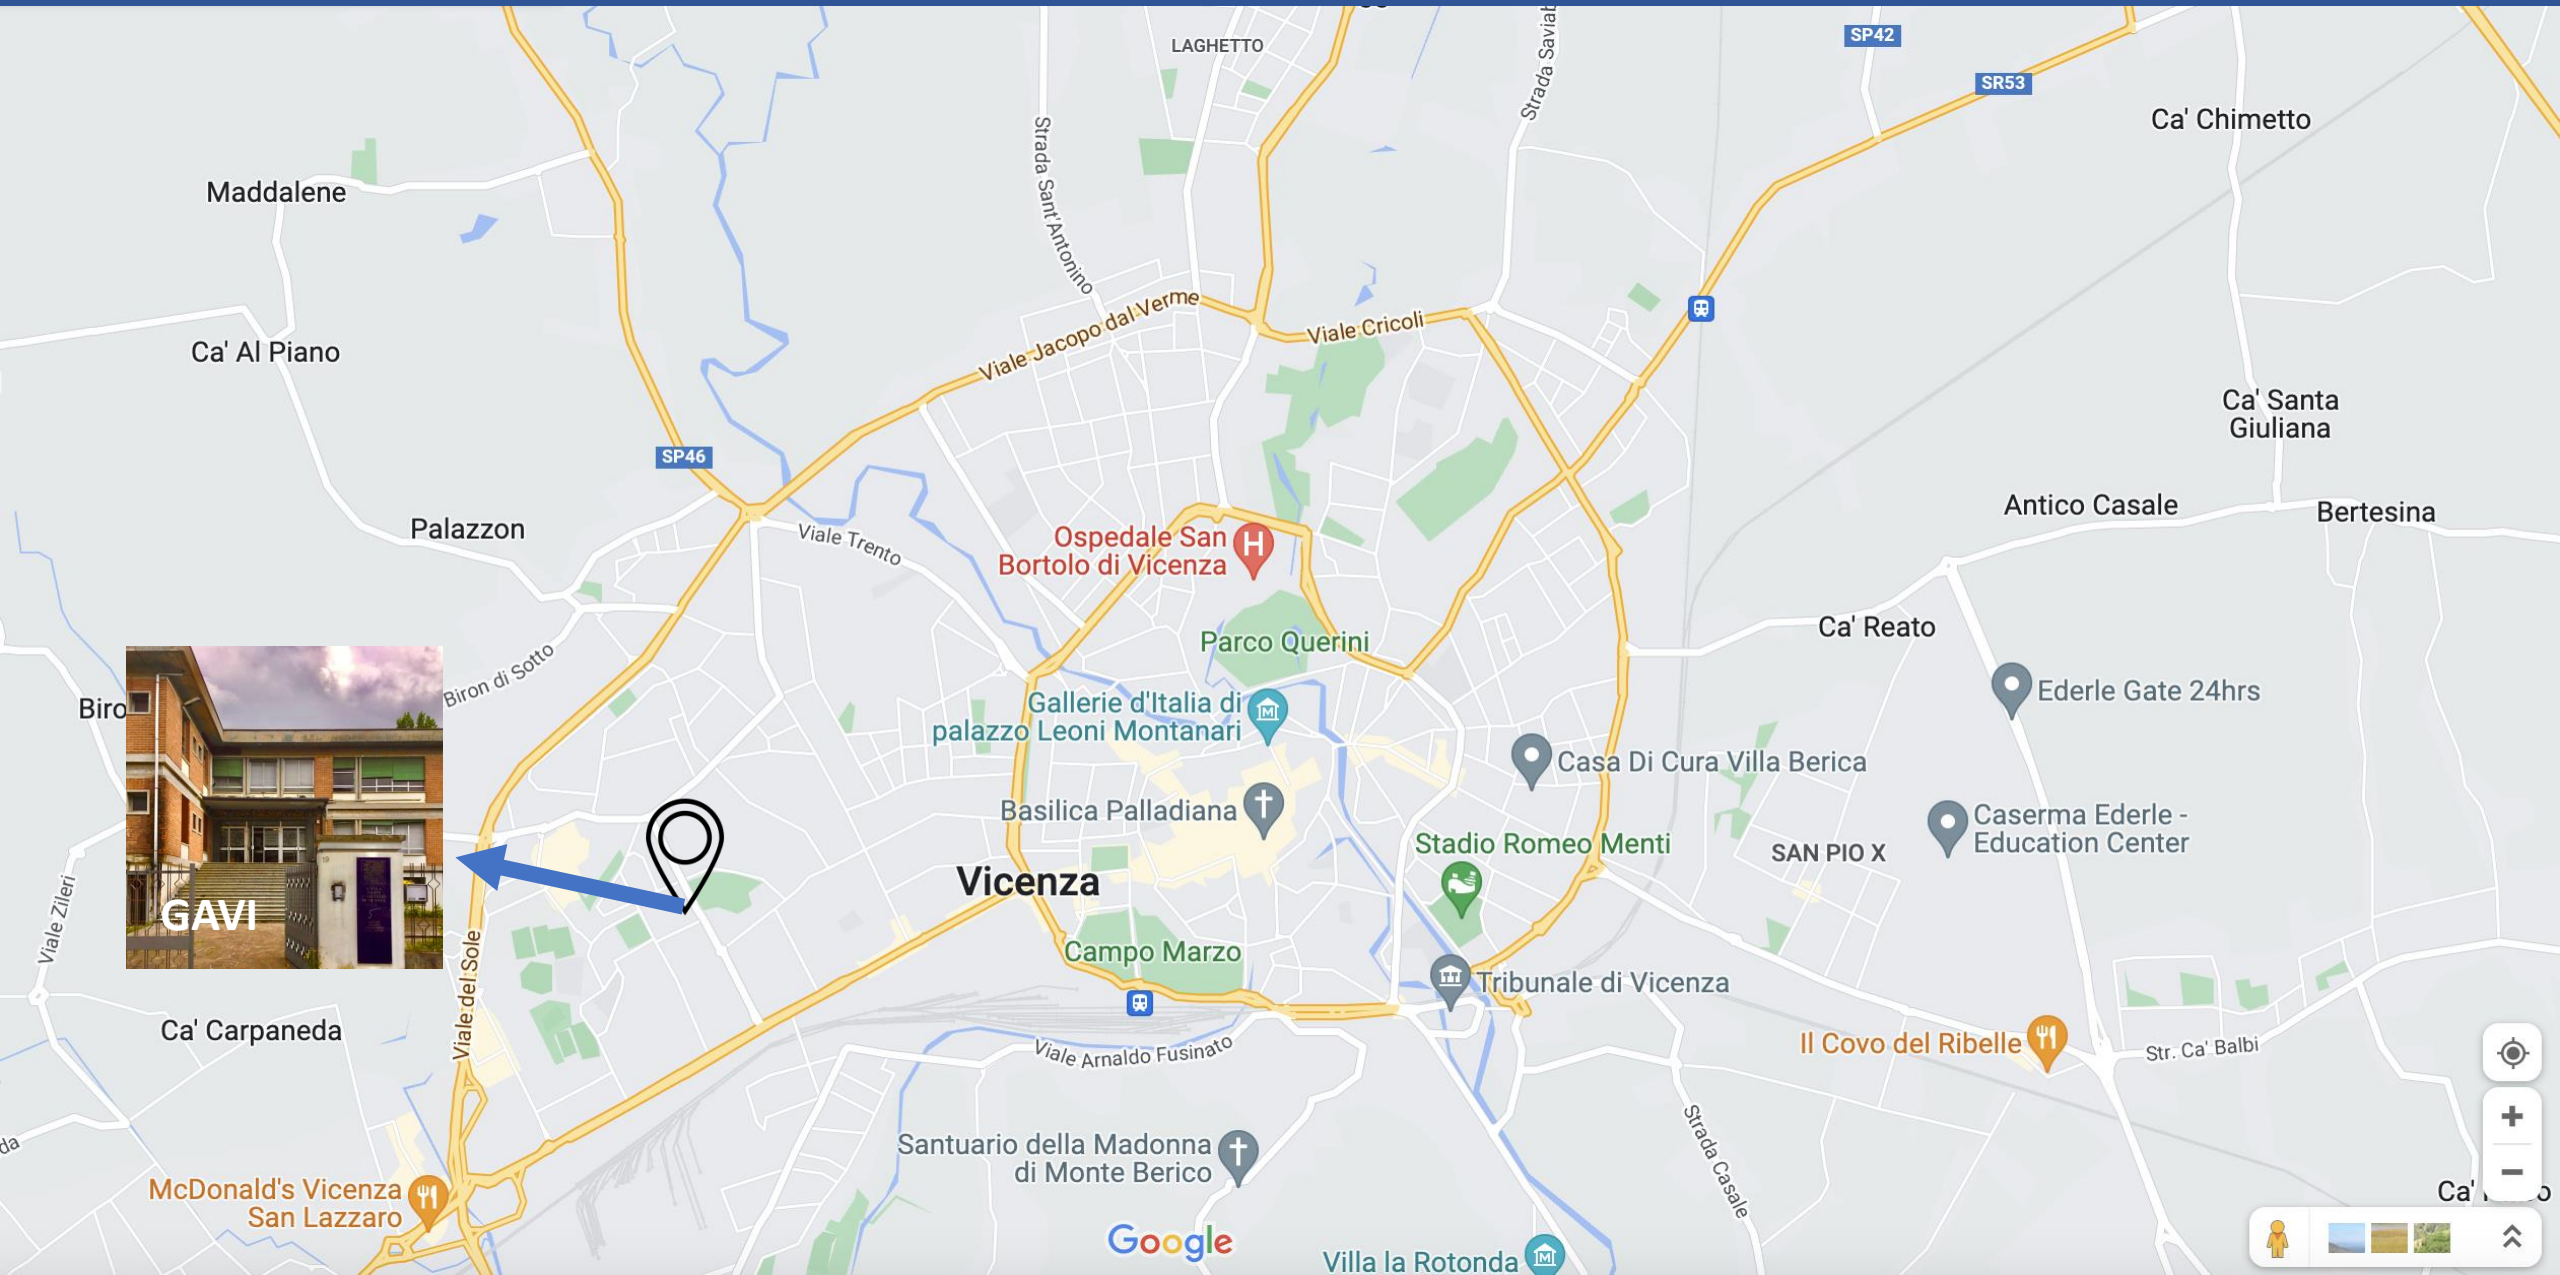 LAGHETTO
Strada Saviab
SP42
SR53
Ca' Chimetto
Strada Sant'Antonino
Maddalene
Viale Jacopo dal Verme
Viale Cricoli
Ca' Al Piano
Ca' Santa
Giuliana
SP46
Antico Casale
Bertesina
Palazzon
Viale Trento
Ospedale San
Bortolo di Vicenza
H
Ca' Reato
Parco Querini
Biron di Sotto
Biro
Ederle Gate 24hrs
Gallerie d'Italia di
palazzo Leoni Montanari
M
Casa Di Cura Villa Berica
Basilica Palladiana
Caserma Ederle -
Education Center
Stadio Romeo Menti
SAN PIO X
Vicenza
19
GAVI
Viale Zileri
Viale del Sole
Campo Marzo
Tribunale di Vicenza
Ca' Carpaneda
Viale Arnaldo Fusinato
Il Covo del Ribelle
Str. Ca' Balbi
da
Santuario della Madonna
di Monte Berico
Strada Casale
McDonald's Vicenza
San Lazzaro
Ca'
Google
Villa la Rotonda
M